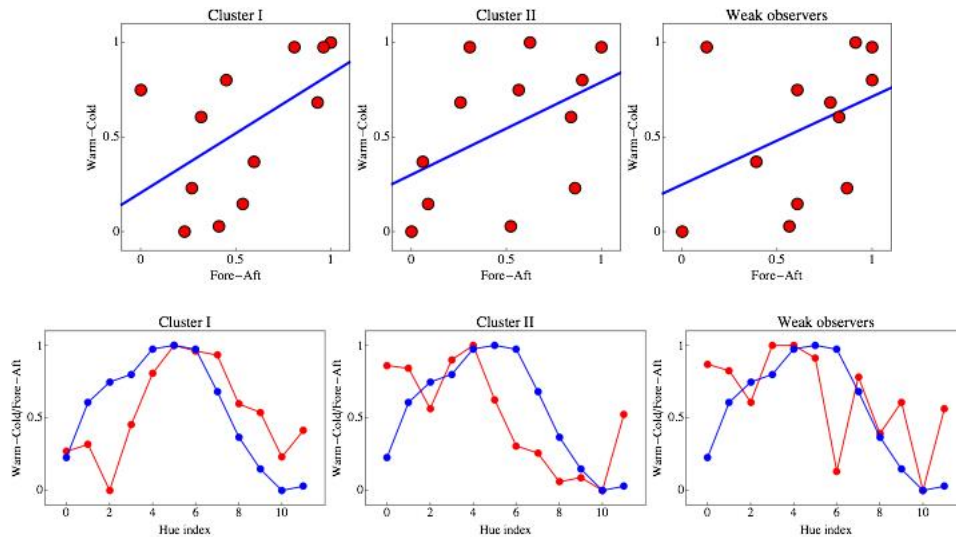 Cluster I
Cluster II
Weak observers
Warm−Cold
1
0.5
0
0
0.5
1
Fore−Aft
Warm−Cold
1
0.5
0
0
0.5
1
Fore−Aft
Warm−Cold
1
0.5
0
0
0.5
1
Fore−Aft
Cluster I
Cluster II
Weak observers
Warm−Cold/Fore−Aft
1
0.5
0
0 2 4 6 8 10
Hue index
Warm−Cold/Fore−Aft
1
0.5
0
0 2 4 6 8 10
Hue index
Warm−Cold/Fore−Aft
1
0.5
0
0 2 4 6 8 10
Hue index